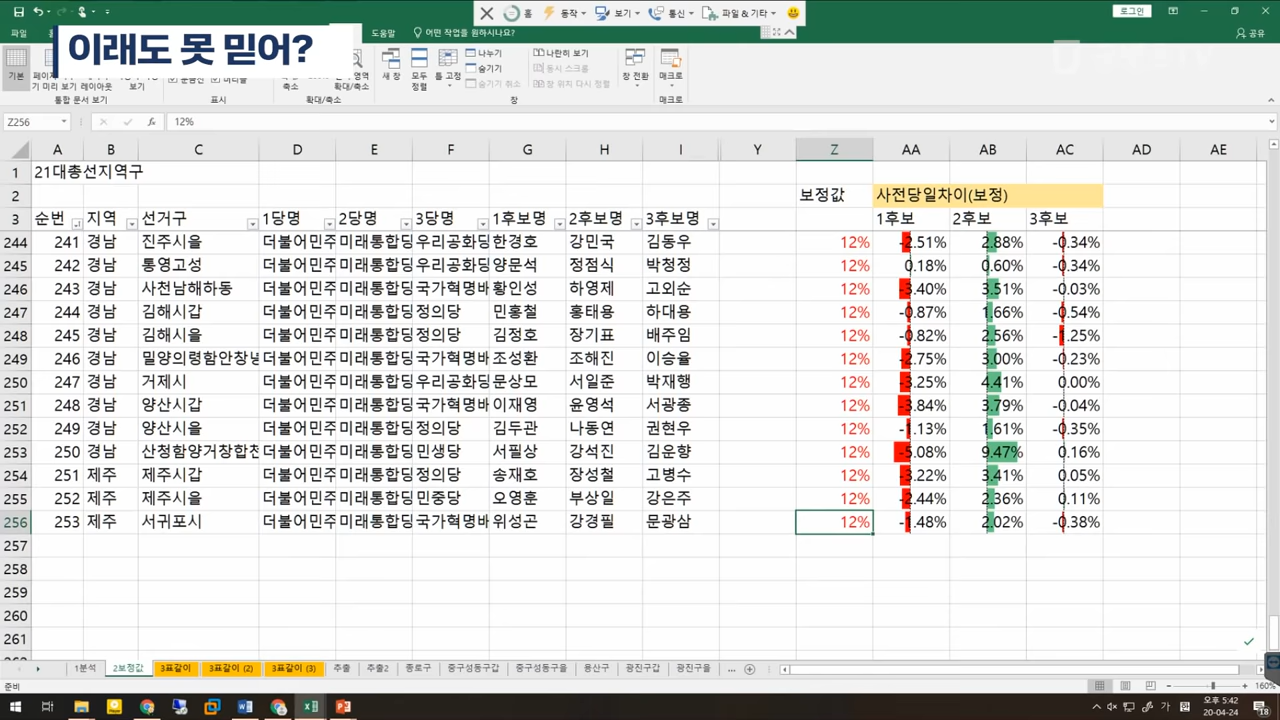 홈 동작 보기 통신 파일 & 기타
로그인
이래도 못 믿어?
파일 도움말 어떤 작업을 원하시나요? 공유
기본 새 창 모두 정렬 틀 고정 나누기 숨기기 숨기기 취소 나란히 보기 동시 스크롤 창 위치 다시 정렬 창 전환 매크로
통합 문서 보기 표시 확대/축소 창 매크로
Z256 fx 12%
A B C D E F G H I Y Z AA AB AC AD AE
1 21대총선지역구
2 보정값 사전당일차이(보정)
3 순번 지역 선거구 1당명 2당명 3당명 1후보명 2후보명 3후보명 1후보 2후보 3후보
244 241 경남 진주시을 더불어민주 미래통합당 우리공화당 한경호 강민국 김동우 12% -2.51% 2.88% -0.34%
245 242 경남 통영고성 더불어민주 미래통합당 우리공화당 양문석 정점식 박청정 12% 0.18% 0.60% -0.34%
246 243 경남 사천남해하동 더불어민주 미래통합당 국가혁명배 황인성 하영제 고외순 12% -3.40% 3.51% -0.03%
247 244 경남 김해시갑 더불어민주 미래통합당 정의당 민홍철 홍태용 하대용 12% -0.87% 1.66% -0.54%
248 245 경남 김해시을 더불어민주 미래통합당 정의당 김정호 장기표 배주임 12% -0.82% 2.56% -1.25%
249 246 경남 밀양의령함안창녕 더불어민주 미래통합당 국가혁명배 조성환 조해진 이승율 12% -2.75% 3.00% -0.23%
250 247 경남 거제시 더불어민주 미래통합당 우리공화당 문상모 서일준 박재행 12% -3.25% 4.41% 0.00%
251 248 경남 양산시갑 더불어민주 미래통합당 국가혁명배 이재영 윤영석 서광종 12% -3.84% 3.79% -0.04%
252 249 경남 양산시을 더불어민주 미래통합당 정의당 김두관 나동연 권현우 12% -1.13% 1.61% -0.35%
253 250 경남 산청함양거창합천 더불어민주 미래통합당 민생당 서필상 강석진 김운향 12% -5.08% 9.47% 0.16%
254 251 제주 제주시갑 더불어민주 미래통합당 정의당 송재호 장성철 고병수 12% -3.22% 3.41% 0.05%
255 252 제주 제주시을 더불어민주 미래통합당 민중당 오영훈 부상일 강은주 12% -2.44% 2.36% 0.11%
256 253 제주 서귀포시 더불어민주 미래통합당 국가혁명배 위성곤 강경필 문광삼 12% -1.48% 2.02% -0.38%
257
258
259
260
261
1분석 2보정값 3표같이 3표같이 (2) 3표같이 (3) 추출 추출2 종로구 중구성동구갑 중구성동구을 용산구 광진구갑 광진구을 ...
준비 160%
오후 5:42
20-04-24
18